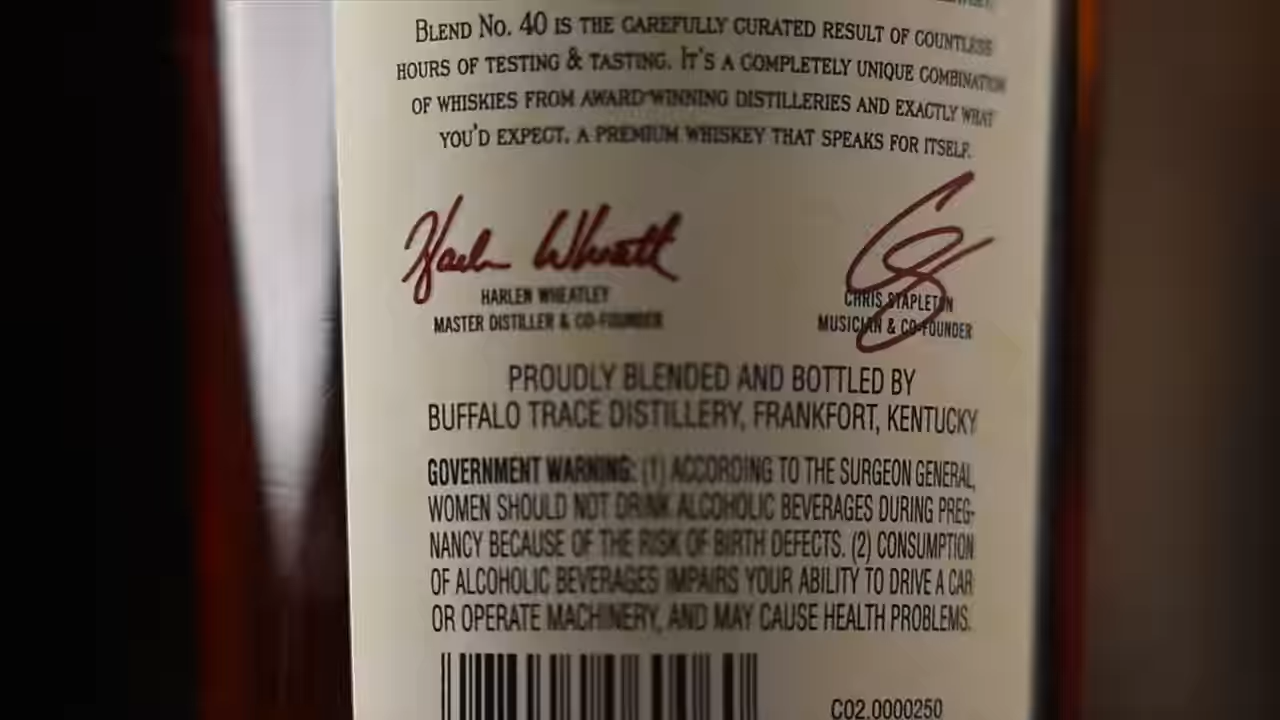 BLEND NO. 40 IS THE CAREFULLY CURATED RESULT OF COUNTLESS
HOURS OF TESTING & TASTING. IT'S A COMPLETELY UNIQUE COMBINATION
OF WHISKIES FROM AWARD-WINNING DISTILLERIES AND EXACTLY WHAT
YOU'D EXPECT. A PREMIUM WHISKEY THAT SPEAKS FOR ITSELF.
Harlen Wheatley
CS
HARLEN WHEATLEY
CHRIS STAPLETON
MASTER DISTILLER & CO-FOUNDER
MUSICIAN & CO-FOUNDER
PROUDLY BLENDED AND BOTTLED BY
BUFFALO TRACE DISTILLERY, FRANKFORT, KENTUCKY
GOVERNMENT WARNING: (1) ACCORDING TO THE SURGEON GENERAL,
WOMEN SHOULD NOT DRINK ALCOHOLIC BEVERAGES DURING PREG-
NANCY BECAUSE OF THE RISK OF BIRTH DEFECTS. (2) CONSUMPTION
OF ALCOHOLIC BEVERAGES IMPAIRS YOUR ABILITY TO DRIVE A CAR
OR OPERATE MACHINERY, AND MAY CAUSE HEALTH PROBLEMS.
C02.0000250